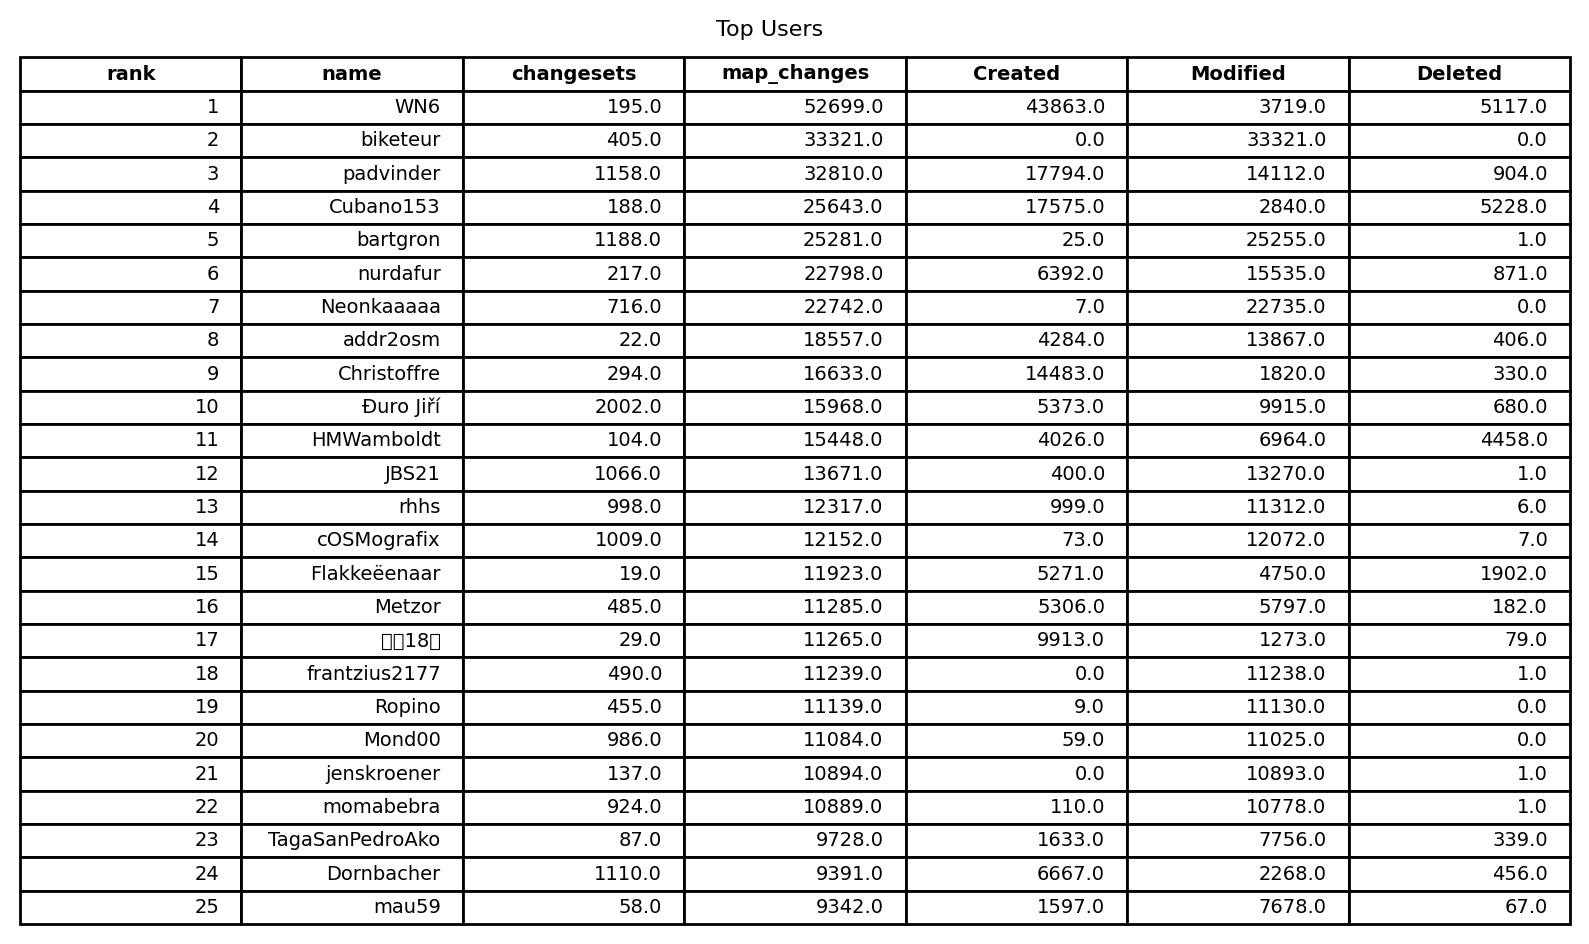 Top Users
rank name changesets map_changes Created Modified Deleted
1 WN6 195.0 52699.0 43863.0 3719.0 5117.0
2 biketeur 405.0 33321.0 0.0 33321.0 0.0
3 padvinder 1158.0 32810.0 17794.0 14112.0 904.0
4 Cubano153 188.0 25643.0 17575.0 2840.0 5228.0
5 bartgron 1188.0 25281.0 25.0 25255.0 1.0
6 nurdafur 217.0 22798.0 6392.0 15535.0 871.0
7 Neonkaaaaa 716.0 22742.0 7.0 22735.0 0.0
8 addr2osm 22.0 18557.0 4284.0 13867.0 406.0
9 Christoffre 294.0 16633.0 14483.0 1820.0 330.0
10 Đuro Jiří 2002.0 15968.0 5373.0 9915.0 680.0
11 HMWamboldt 104.0 15448.0 4026.0 6964.0 4458.0
12 JBS21 1066.0 13671.0 400.0 13270.0 1.0
13 rhhs 998.0 12317.0 999.0 11312.0 6.0
14 cOSMografix 1009.0 12152.0 73.0 12072.0 7.0
15 Flakkeëenaar 19.0 11923.0 5271.0 4750.0 1902.0
16 Metzor 485.0 11285.0 5306.0 5797.0 182.0
17 18 29.0 11265.0 9913.0 1273.0 79.0
18 frantzius2177 490.0 11239.0 0.0 11238.0 1.0
19 Ropino 455.0 11139.0 9.0 11130.0 0.0
20 Mond00 986.0 11084.0 59.0 11025.0 0.0
21 jenskroener 137.0 10894.0 0.0 10893.0 1.0
22 momabebra 924.0 10889.0 110.0 10778.0 1.0
23 TagaSanPedroAko 87.0 9728.0 1633.0 7756.0 339.0
24 Dornbacher 1110.0 9391.0 6667.0 2268.0 456.0
25 mau59 58.0 9342.0 1597.0 7678.0 67.0